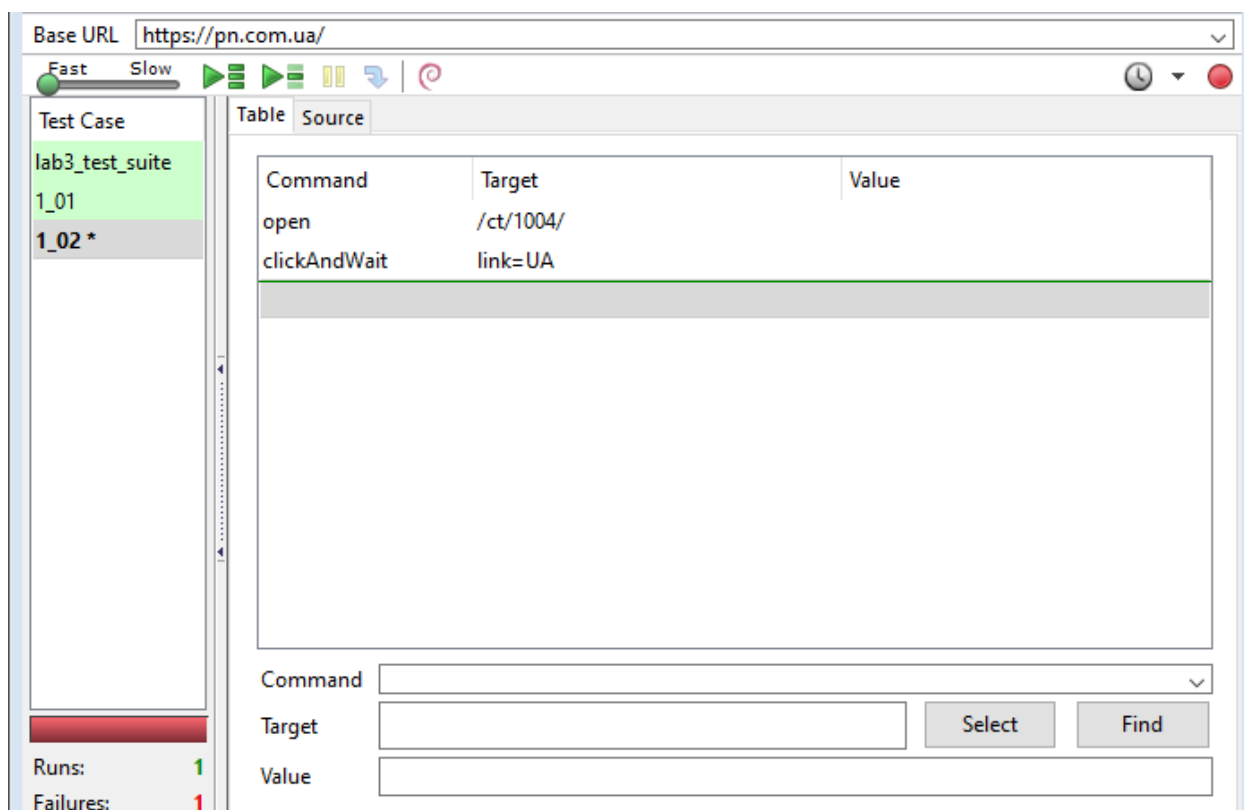 Base URL https://pn.com.ua/
Fast Slow
Test Case
lab3_test_suite
1_01
1_02 *
Runs: 1
Failures: 1
Table Source
Command Target Value
open /ct/1004/
clickAndWait link=UA
Command
Target Select Find
Value